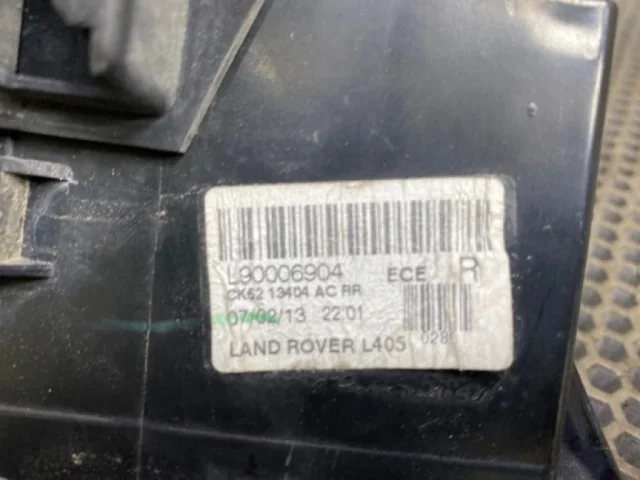 L90006904 ECE R
CK52 13404 AC RR
07/02/13 22:01
LAND ROVER L405